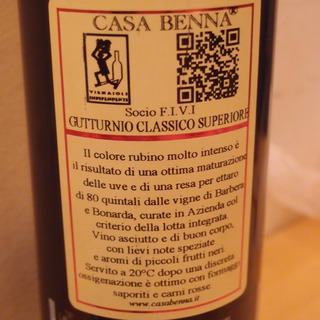 CASA BENNA®
VIGNAIOLI
INDIPENDENTI
Socio F.I.V.I
GUTTURNIO CLASSICO SUPERIORE
Il colore rubino molto intenso è
il risultato di una ottima maturazione
delle uve e di una resa per ettaro
di 80 quintali dalle vigne di Barbera
e Bonarda, curate in Azienda col
criterio della lotta integrata.
Vino asciutto e di buon corpo,
con lievi note speziate
e aromi di piccoli frutti neri.
Servito a 20°C dopo una discreta
ossigenazione è ottimo con formaggi
saporiti e carni rosse
www.casabenna.it